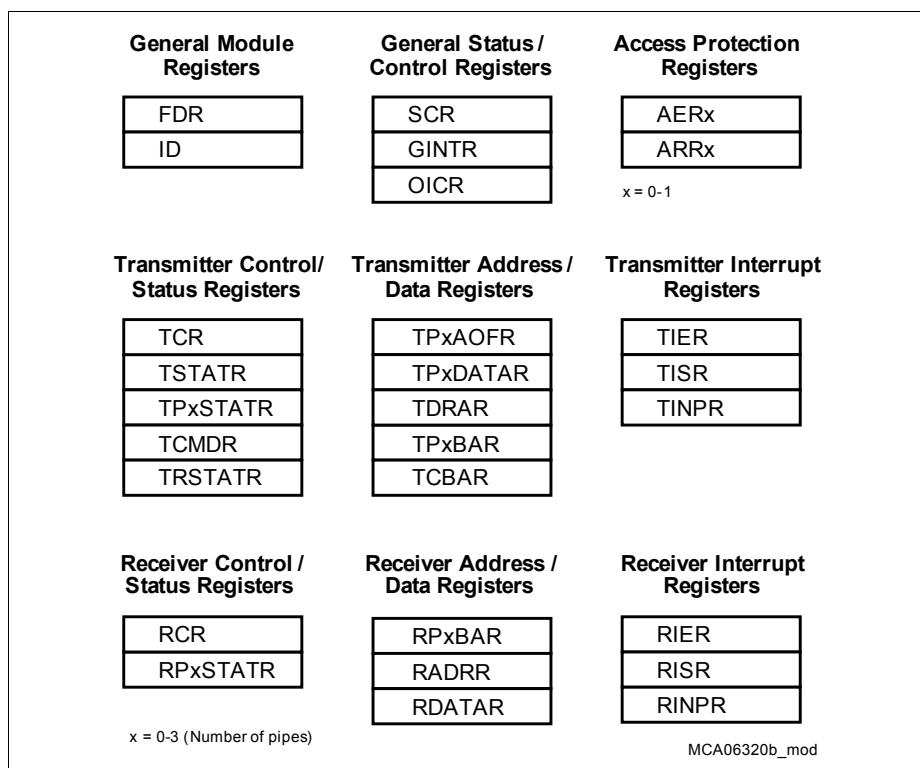 General Module
Registers
FDR
ID
General Status /
Control Registers
SCR
GINTR
OICR
Access Protection
Registers
AERx
ARRx
x = 0-1
Transmitter Control/
Status Registers
TCR
TSTATR
TPxSTATR
TCMDR
TRSTATR
Transmitter Address /
Data Registers
TPxAOFR
TPxDATAR
TDRAR
TPxBAR
TCBAR
Transmitter Interrupt
Registers
TIER
TISR
TINPR
Receiver Control /
Status Registers
RCR
RPxSTATR
x = 0-3 (Number of pipes)
Receiver Address /
Data Registers
RPxBAR
RADRR
RDATAR
Receiver Interrupt
Registers
RIER
RISR
RINPR
MCA06320b_mod